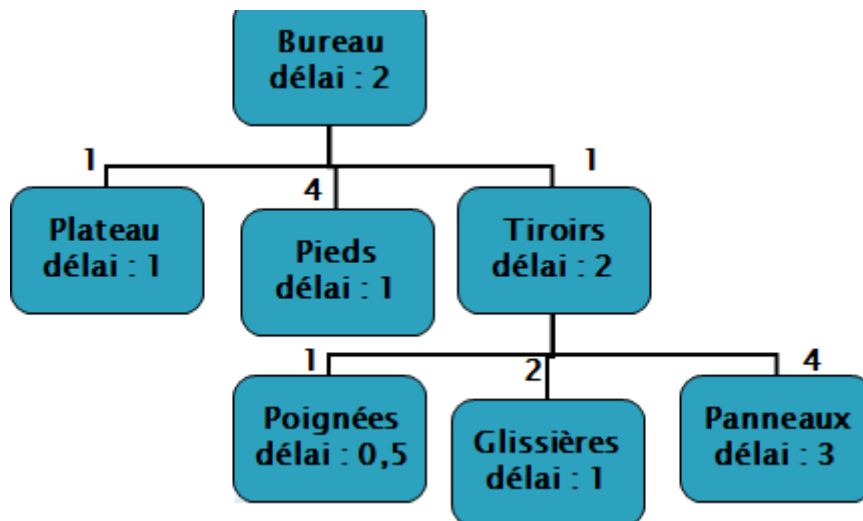 Bureau
délai : 2
1
4
1
Plateau
délai : 1
Pieds
délai : 1
Tiroirs
délai : 2
1
2
4
Poignées
délai : 0,5
Glissières
délai : 1
Panneaux
délai : 3